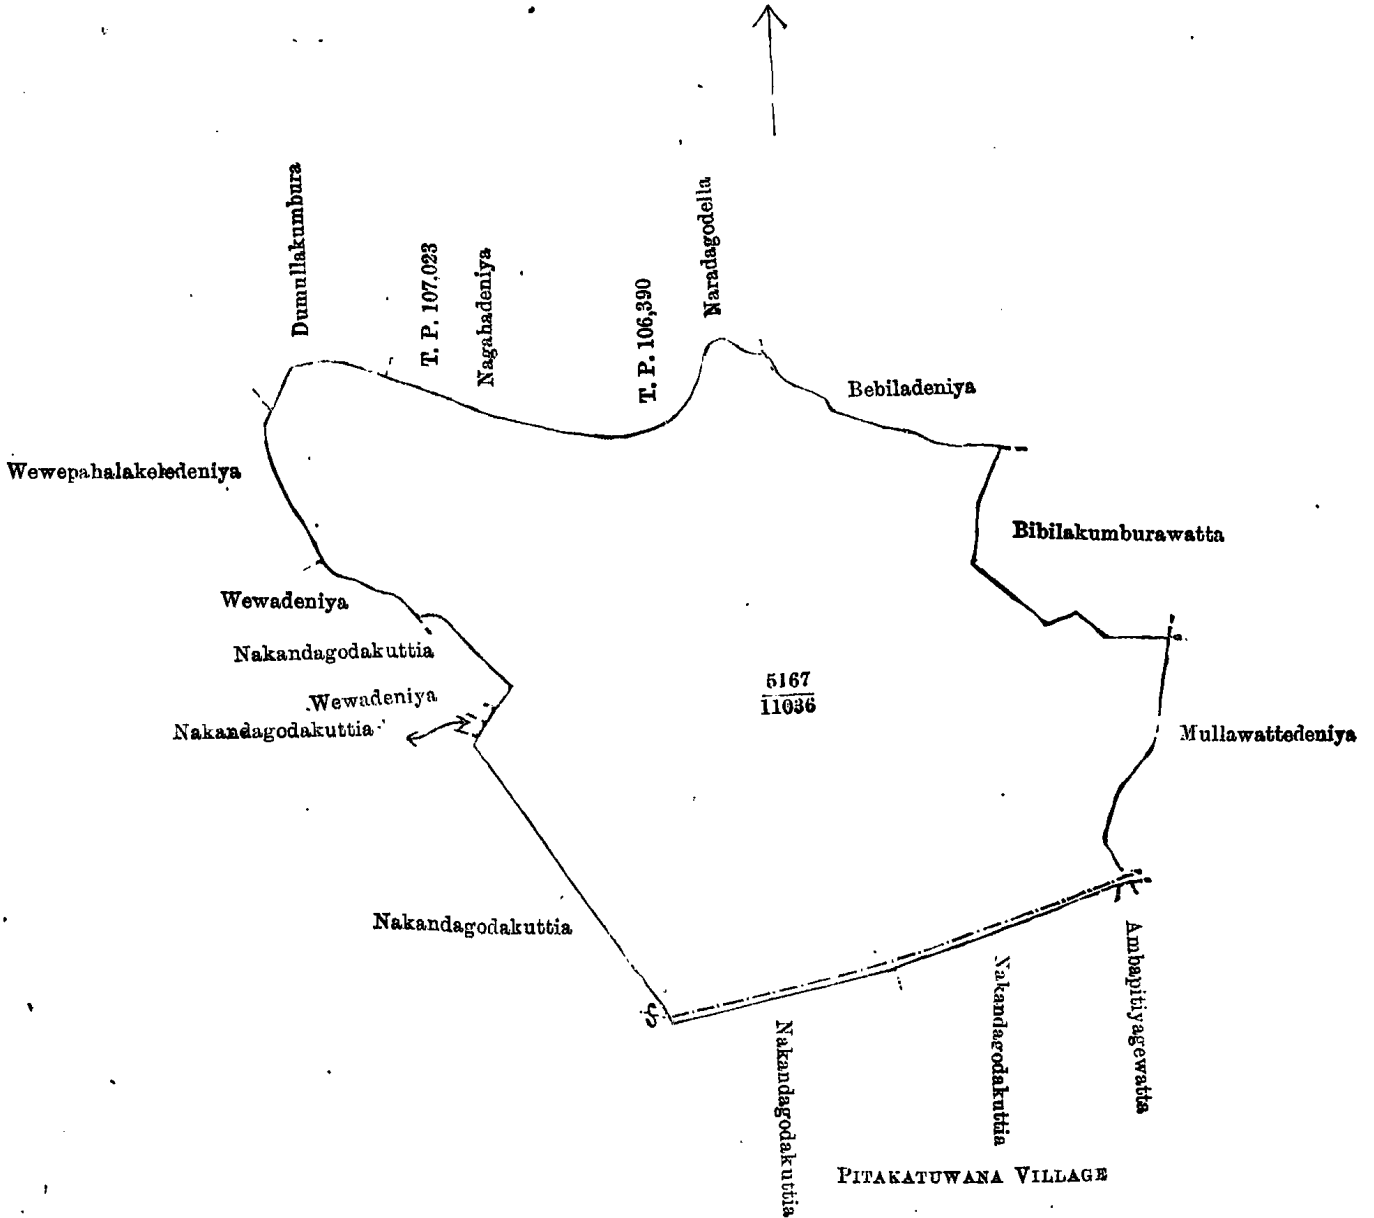 Dumullakumbura
T. P. 107,023
Nagahadeniya
T. P. 106,390
Naradagodella
Bebiladeniya
Wewepahalakeledeniya
Bibilakumburawatta
Wewadeniya
Nakandagodakuttia
Wewadeniya
Nakandagodakuttia
5167
11036
Mullawattedeniya
Nakandagodakuttia
Ambapitiyagewatta
Nakandagodakuttia
Nakandagodakuttia
PITAKATUWANA VILLAGE